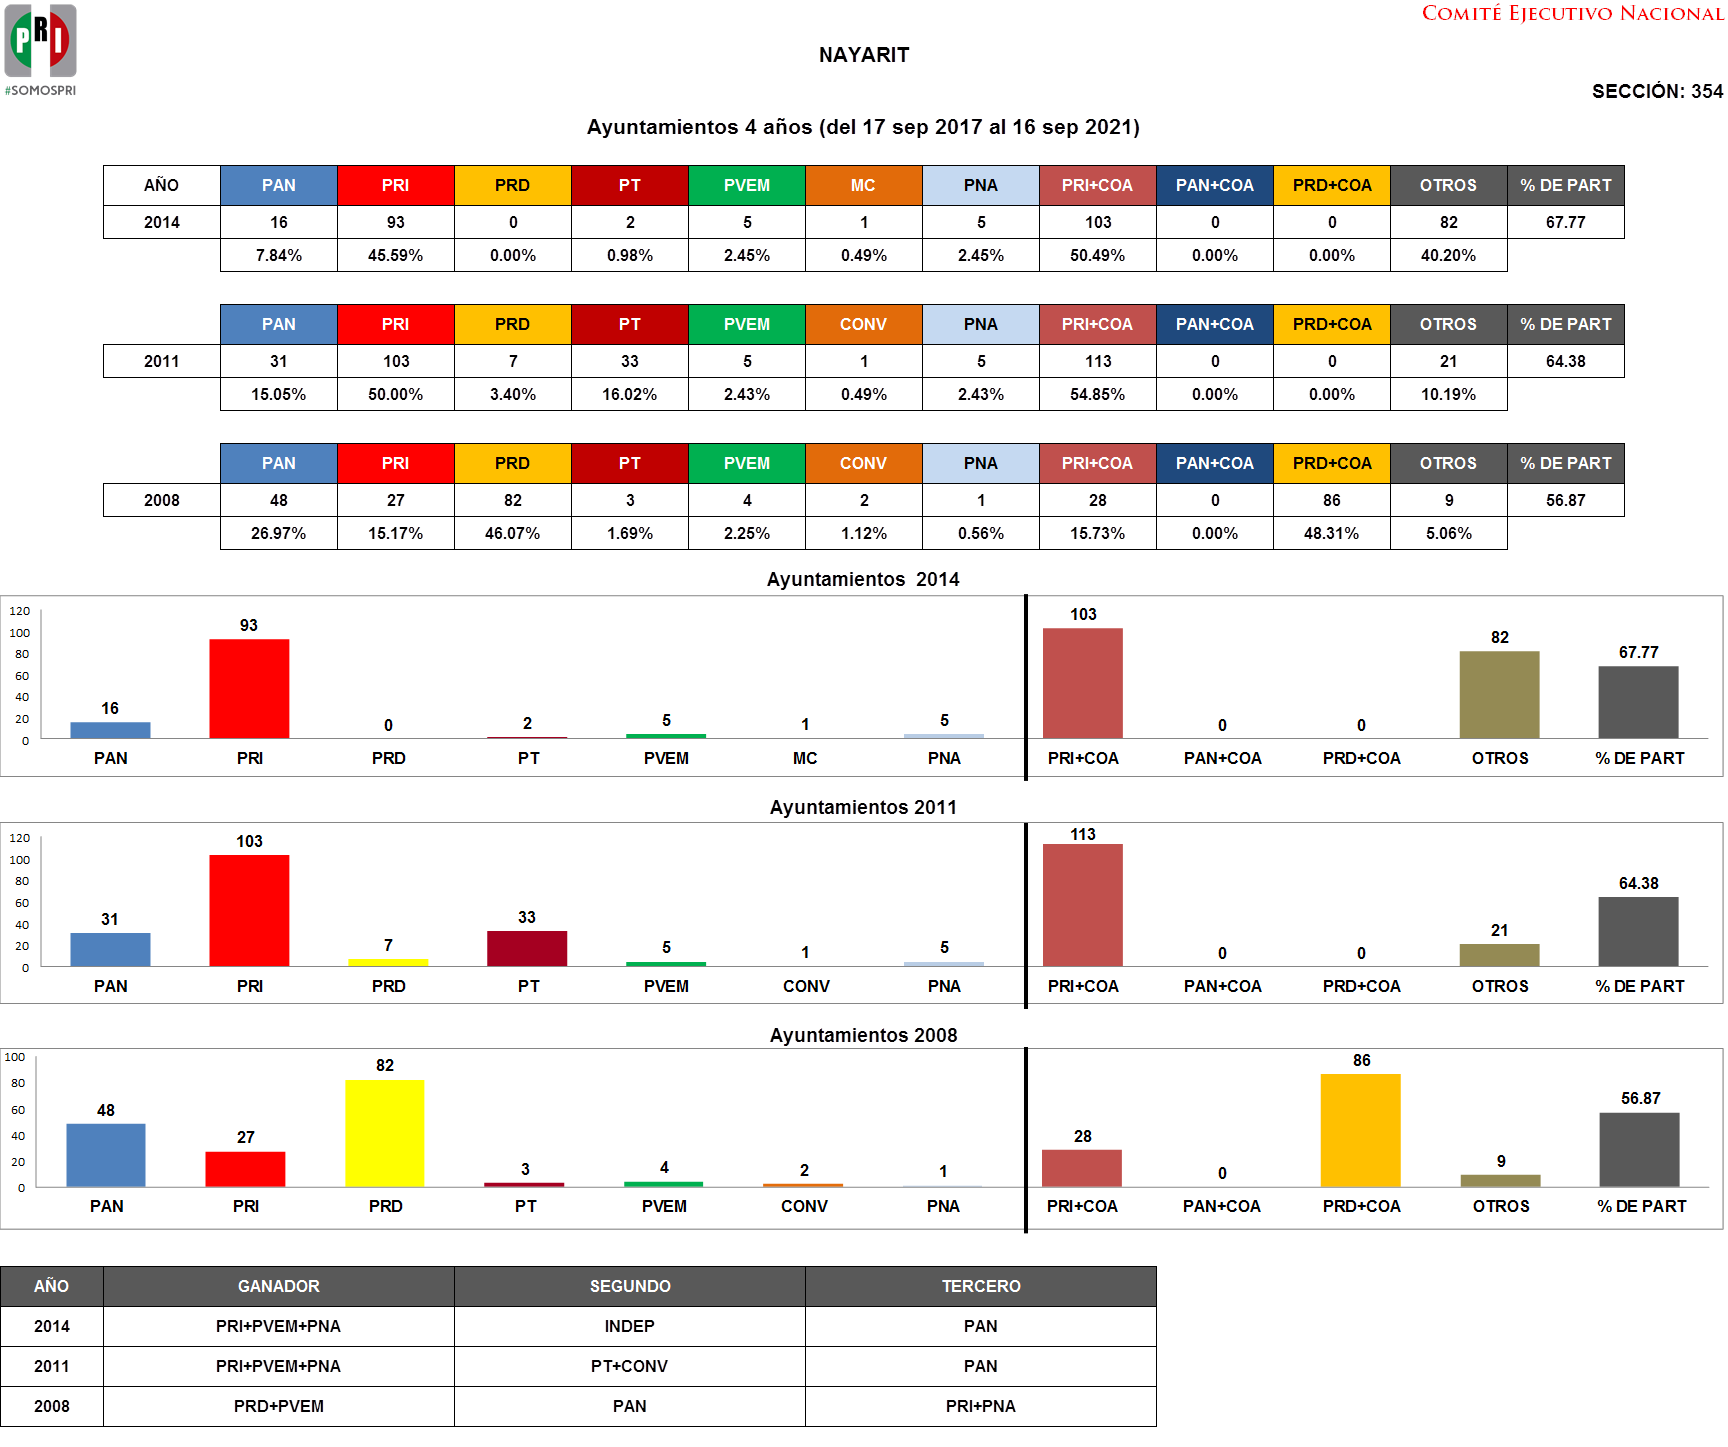 PRI
#SOMOSPRI
COMITÉ EJECUTIVO NACIONAL
NAYARIT
SECCIÓN: 354
Ayuntamientos 4 años (del 17 sep 2017 al 16 sep 2021)
AÑO PAN PRI PRD PT PVEM MC PNA PRI+COA PAN+COA PRD+COA OTROS % DE PART
2014 16 93 0 2 5 1 5 103 0 0 82 67.77
7.84% 45.59% 0.00% 0.98% 2.45% 0.49% 2.45% 50.49% 0.00% 0.00% 40.20%
PAN PRI PRD PT PVEM CONV PNA PRI+COA PAN+COA PRD+COA OTROS % DE PART
2011 31 103 7 33 5 1 5 113 0 0 21 64.38
15.05% 50.00% 3.40% 16.02% 2.43% 0.49% 2.43% 54.85% 0.00% 0.00% 10.19%
PAN PRI PRD PT PVEM CONV PNA PRI+COA PAN+COA PRD+COA OTROS % DE PART
2008 48 27 82 3 4 2 1 28 0 86 9 56.87
26.97% 15.17% 46.07% 1.69% 2.25% 1.12% 0.56% 15.73% 0.00% 48.31% 5.06%
Ayuntamientos 2014
120
100
80
60
40
20
0
16 93 0 2 5 1 5 103 0 0 82 67.77
PAN PRI PRD PT PVEM MC PNA PRI+COA PAN+COA PRD+COA OTROS % DE PART
Ayuntamientos 2011
120
100
80
60
40
20
0
31 103 7 33 5 1 5 113 0 0 21 64.38
PAN PRI PRD PT PVEM CONV PNA PRI+COA PAN+COA PRD+COA OTROS % DE PART
Ayuntamientos 2008
100
80
60
40
20
0
48 27 82 3 4 2 1 28 0 86 9 56.87
PAN PRI PRD PT PVEM CONV PNA PRI+COA PAN+COA PRD+COA OTROS % DE PART
AÑO GANADOR SEGUNDO TERCERO
2014 PRI+PVEM+PNA INDEP PAN
2011 PRI+PVEM+PNA PT+CONV PAN
2008 PRD+PVEM PAN PRI+PNA